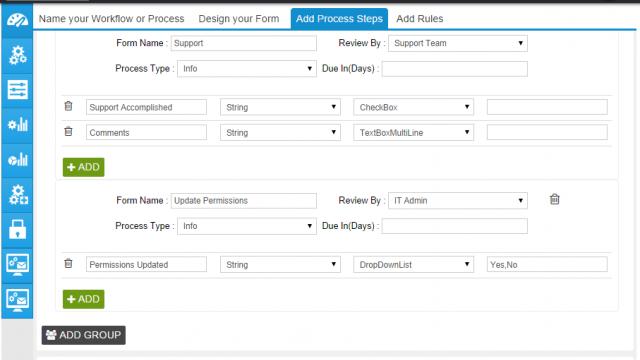 Name your Workflow or Process Design your Form Add Process Steps Add Rules
Form Name : Support Review By : Support Team
Process Type : Info Due In(Days) :
Support Accomplished String CheckBox
Comments String TextBoxMultiLine
+ ADD
Form Name : Update Permissions Review By : IT Admin
Process Type : Info Due In(Days) :
Permissions Updated String DropDownList Yes,No
+ ADD
ADD GROUP